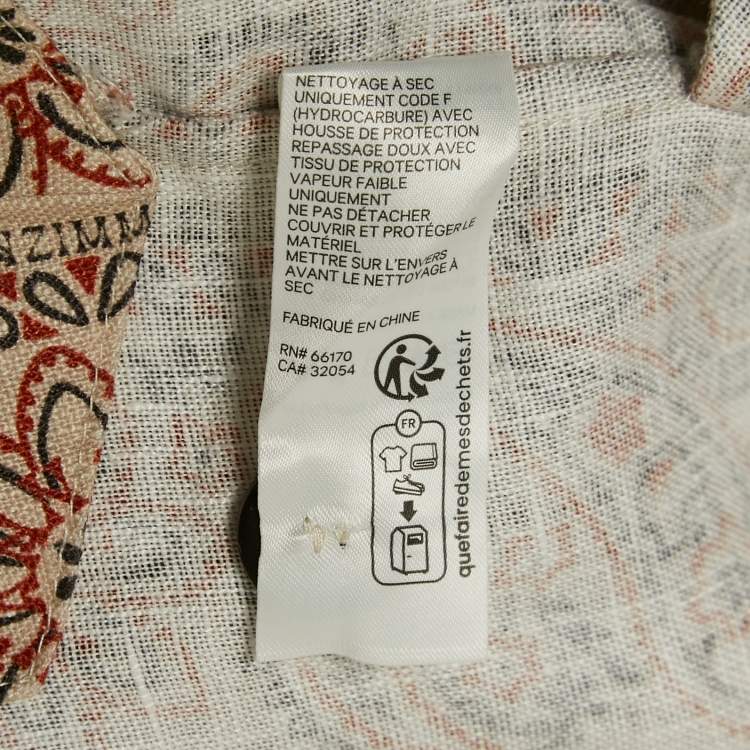 NETTOYAGE À SEC
UNIQUEMENT CODE F
(HYDROCARBURE) AVEC
HOUSSE DE PROTECTION
REPASSAGE DOUX AVEC
TISSU DE PROTECTION
VAPEUR FAIBLE
UNIQUEMENT
NE PAS DÉTACHER
COUVRIR ET PROTÉGER LE
MATÉRIEL
METTRE SUR L'ENVERS
AVANT LE NETTOYAGE À
SEC
FABRIQUÉ EN CHINE
RN# 66170
CA# 32054
FR
quefairedemesdechets.fr